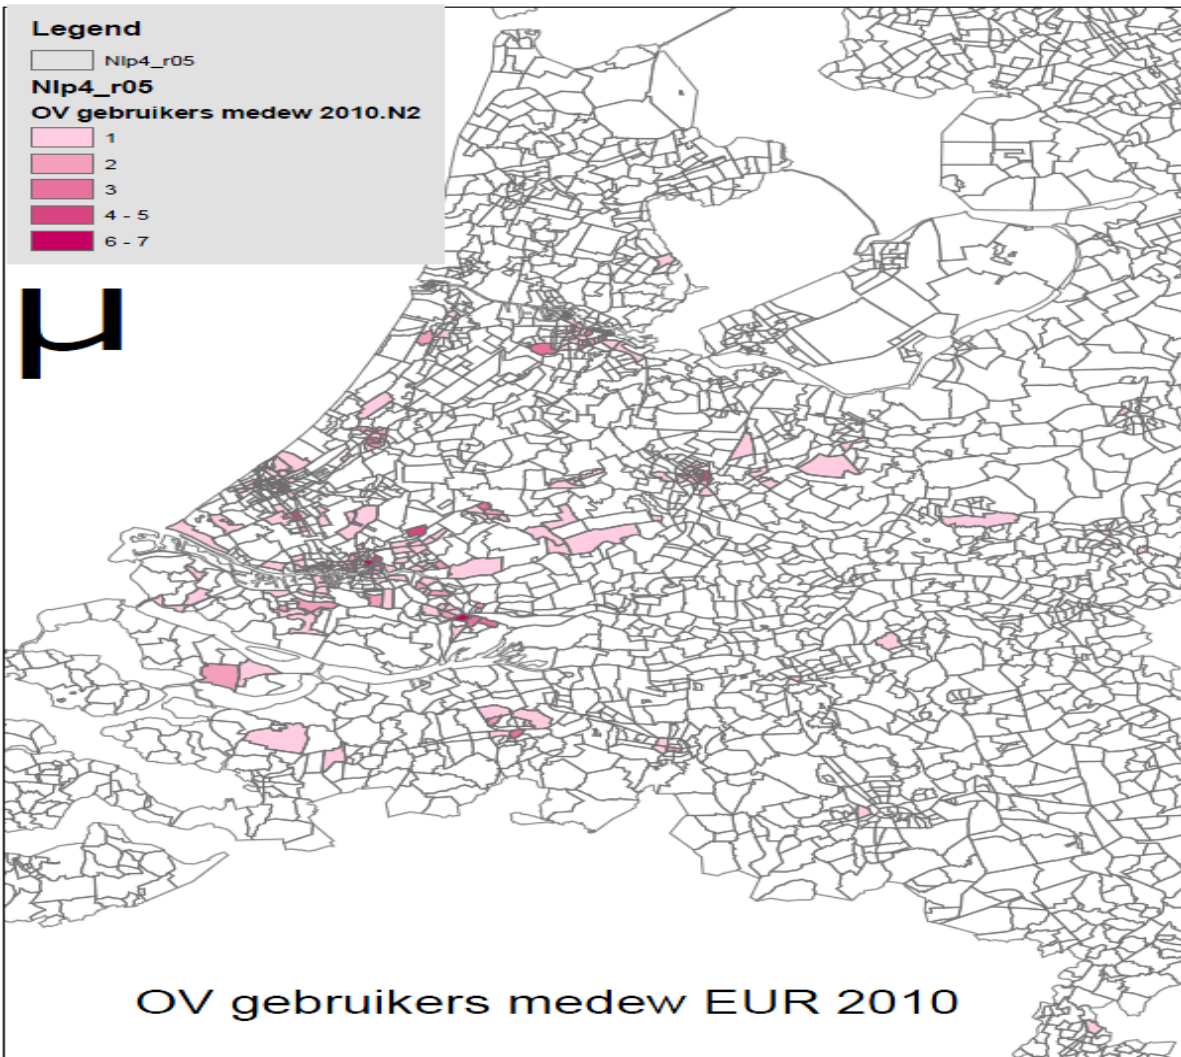 Legend
Nlp4_r05
Nlp4_r05
OV gebruikers medew 2010.N2
1
2
3
4 - 5
6 - 7
µ
OV gebruikers medew EUR 2010